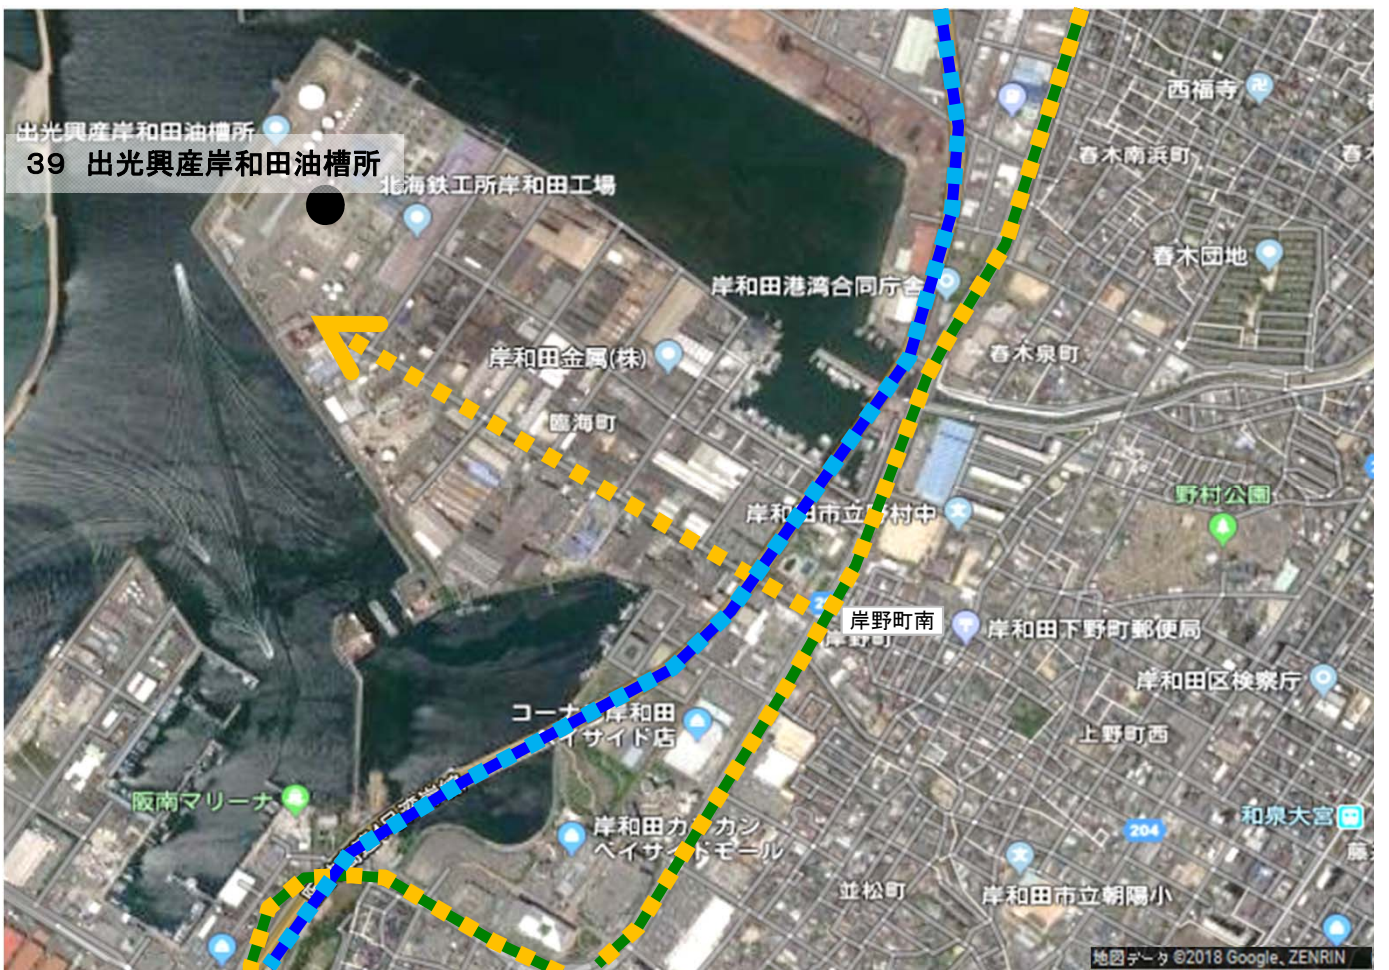 西福寺
出光興産岸和田油槽所
39 出光興産岸和田油槽所
春木南浜町
北海鉄工所岸和田工場
春木団地
岸和田港湾合同庁舎
岸和田金属(株)
春木泉町
臨海町
野村公園
岸和田市立野村中
岸野町南
岸和田下野町郵便局
岸野町
岸和田区検察庁
コーナン岸和田
ベイサイド店
上野町西
阪南マリーナ
岸和田カンカン
ベイサイドモール
和泉大宮
204
並松町
岸和田市立朝陽小
地図データ ©2018 Google、ZENRIN